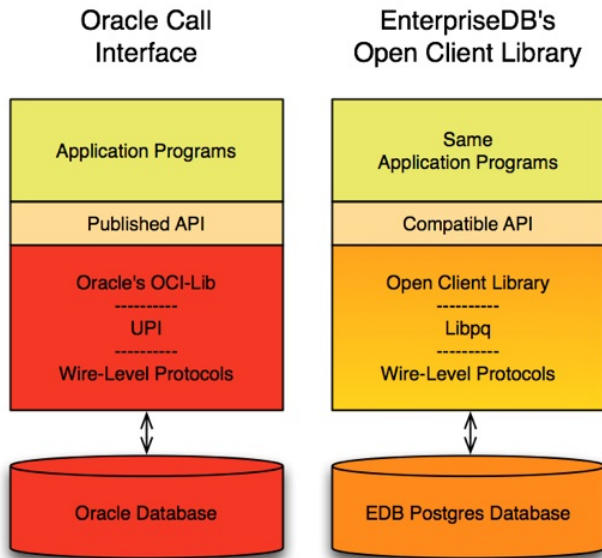 Oracle Call
Interface
Application Programs
Published API
Oracle's OCI-Lib
----------
UPI
----------
Wire-Level Protocols
Oracle Database
EnterpriseDB's
Open Client Library
Same
Application Programs
Compatible API
Open Client Library
----------
Libpq
----------
Wire-Level Protocols
EDB Postgres Database